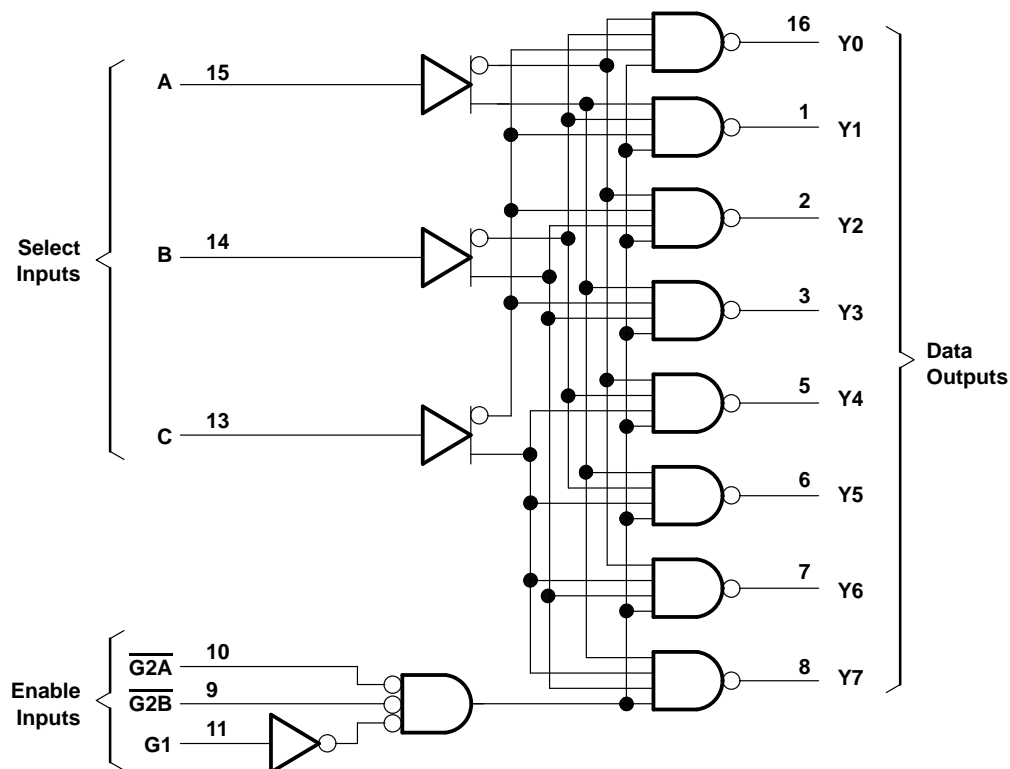 16
Y0
A
15
1
Y1
2
Y2
Select
Inputs
B
14
3
Y3
Data
Outputs
5
Y4
C
13
6
Y5
7
Y6
Enable
Inputs
G2A
10
G2B
9
G1
11
8
Y7